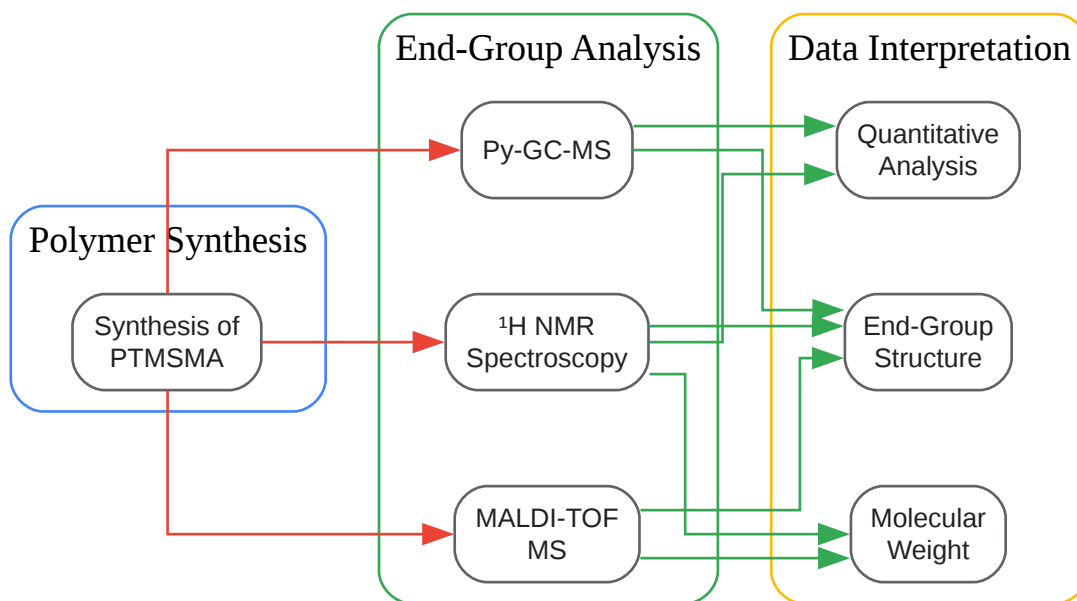 End-Group Analysis
Data Interpretation
Py-GC-MS
Quantitative
Analysis
Polymer Synthesis
Synthesis of
PTMSMA
¹H NMR
Spectroscopy
End-Group
Structure
MALDI-TOF
MS
Molecular
Weight